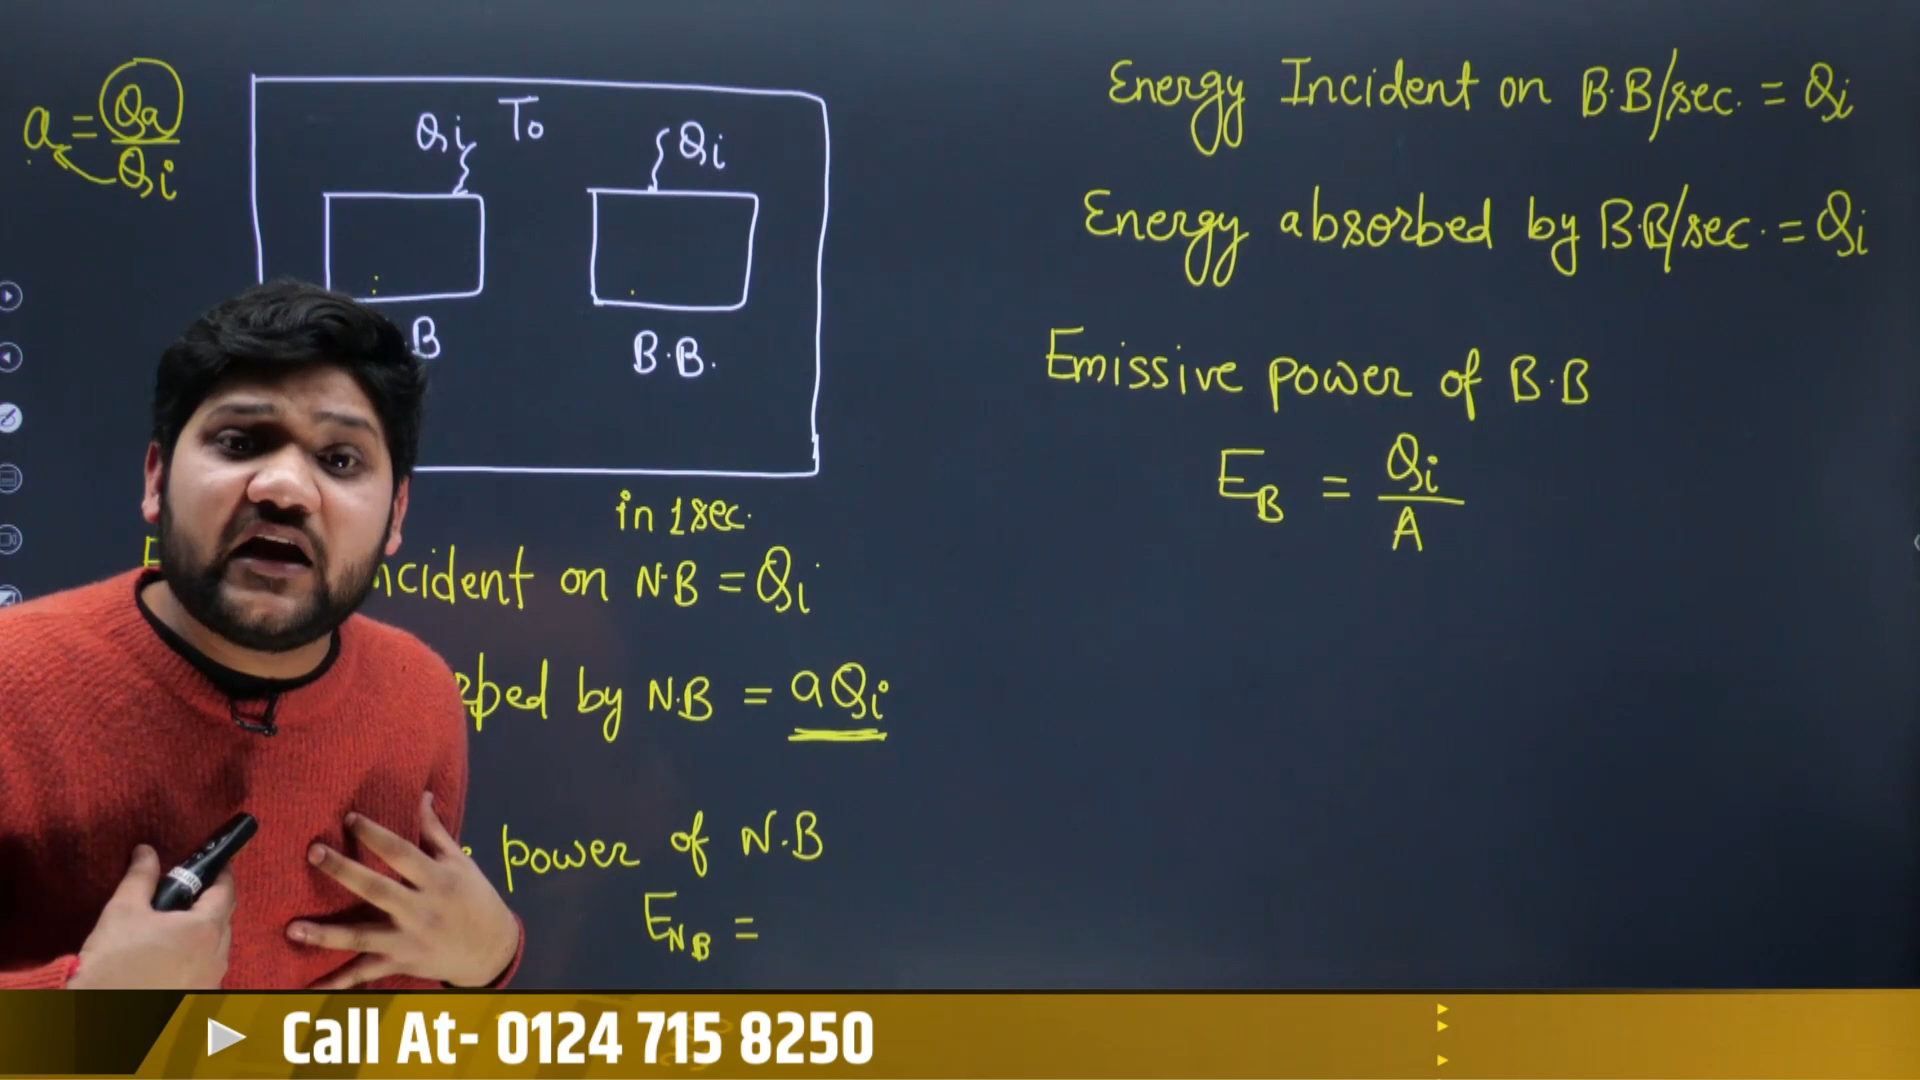 a = Qa / Qi
Qi To Qi
B B.B.
in 1 sec.
ncident on N.B = Qi
rbed by N.B = aQi
power of N.B
E_NB =
Energy Incident on B.B/sec. = Qi
Energy absorbed by B.B/sec. = Qi
Emissive power of B.B
E_B = Qi / A
Call At- 0124 715 8250